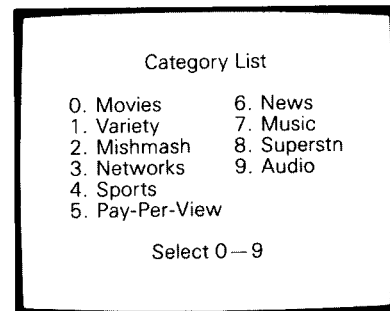 Category List
0. Movies 6. News
1. Variety 7. Music
2. Mishmash 8. Superstn
3. Networks 9. Audio
4. Sports
5. Pay-Per-View
Select 0—9